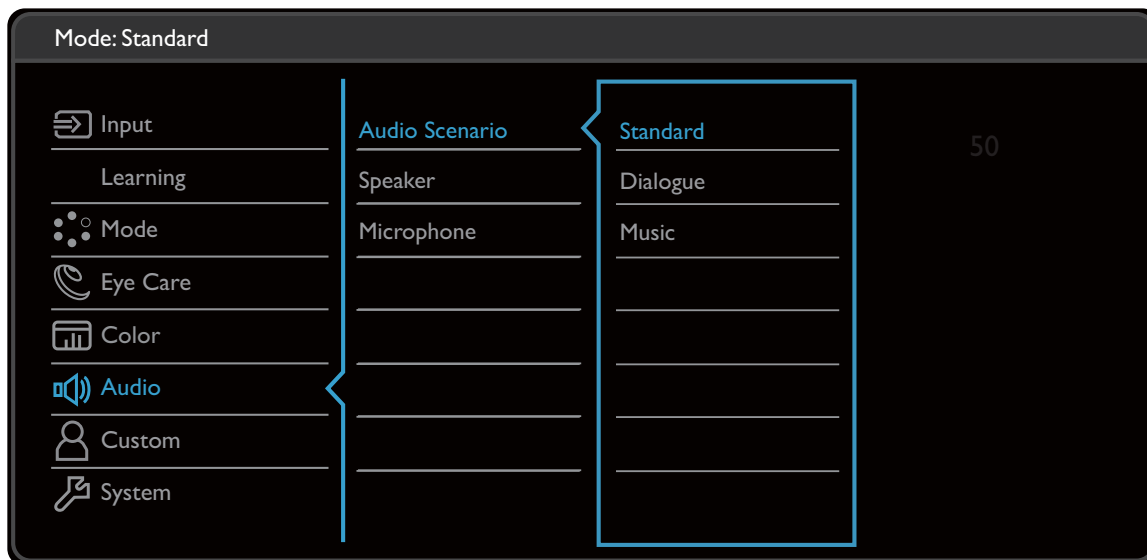 Mode: Standard
Input
Learning
Mode
Eye Care
Color
Audio
Custom
System
Audio Scenario
Speaker
Microphone
Standard
Dialogue
Music
50